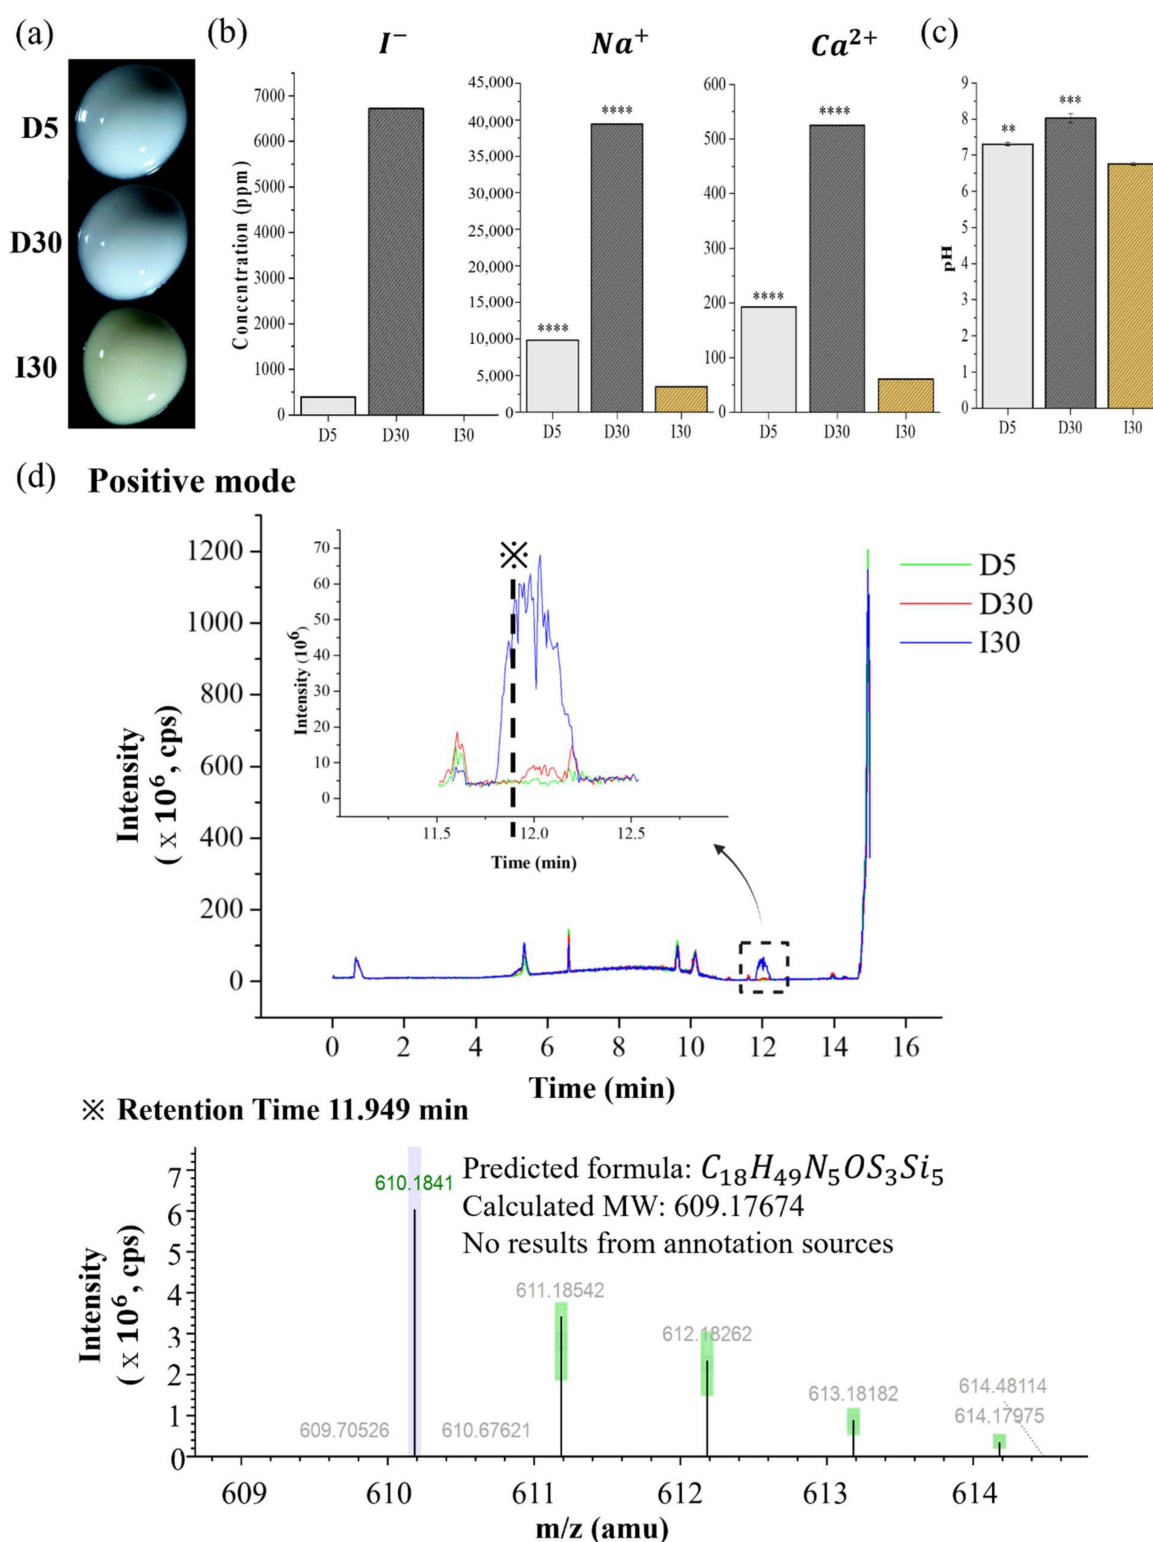 (a)
D5
D30
I30
(b)
I⁻
Concentration (ppm)
7000
6000
5000
4000
3000
2000
1000
0
D5 D30 I30
Na⁺
45,000
40,000
35,000
30,000
25,000
20,000
15,000
10,000
5,000
0
****
****
D5 D30 I30
Ca²⁺
600
500
400
300
200
100
0
****
****
D5 D30 I30
(c)
pH
9
8
7
6
5
4
3
2
1
0
**
***
D5 D30 I30
(d) Positive mode
Intensity
( x 10⁶, cps)
1200
1000
800
600
400
200
0
0 2 4 6 8 10 12 14 16
Time (min)
D5
D30
I30
※
Intensity (10⁶)
70
60
50
40
30
20
10
0
11.5 12.0 12.5
Time (min)
※ Retention Time 11.949 min
Intensity
( x 10⁶, cps)
7
6
5
4
3
2
1
0
Predicted formula: C₁₈H₄₉N₅OS₃Si₅
Calculated MW: 609.17674
No results from annotation sources
610.1841
611.18542
612.18262
613.18182
614.48114
614.17975
609.70526
610.67621
609 610 611 612 613 614
m/z (amu)